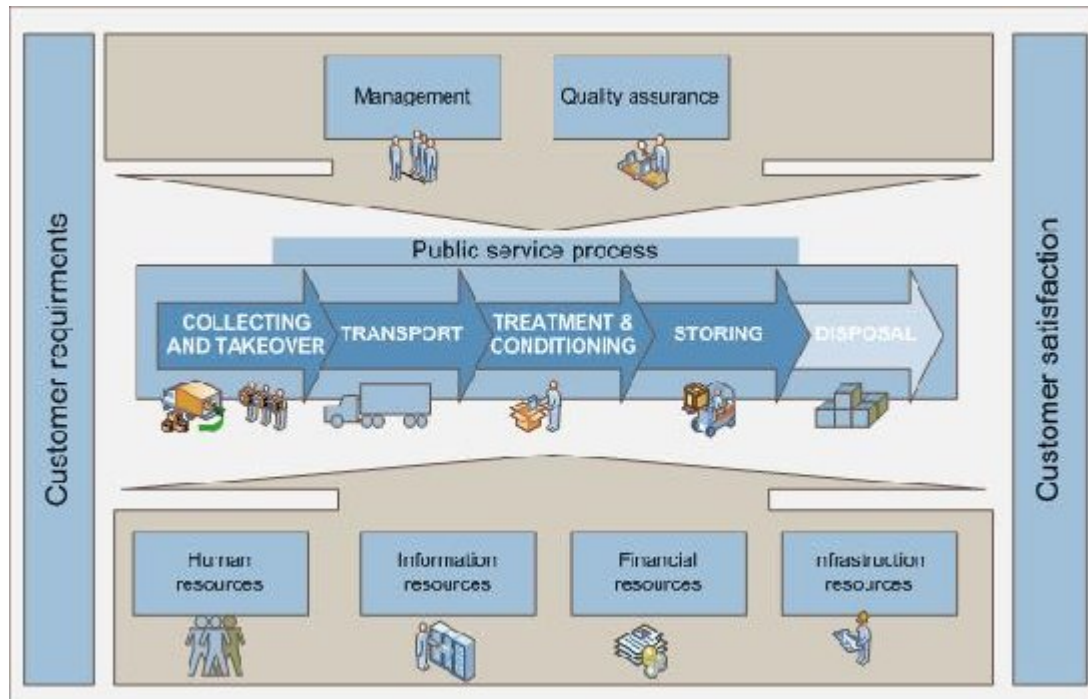 Customer requirments
Management
Quality assurance
Public service process
COLLECTING
AND TAKEOVER
TRANSPORT
TREATMENT &
CONDITIONING
STORING
DISPOSAL
Human
resources
Information
resources
Financial
resources
nfrastruction
resources
Customer satisfaction